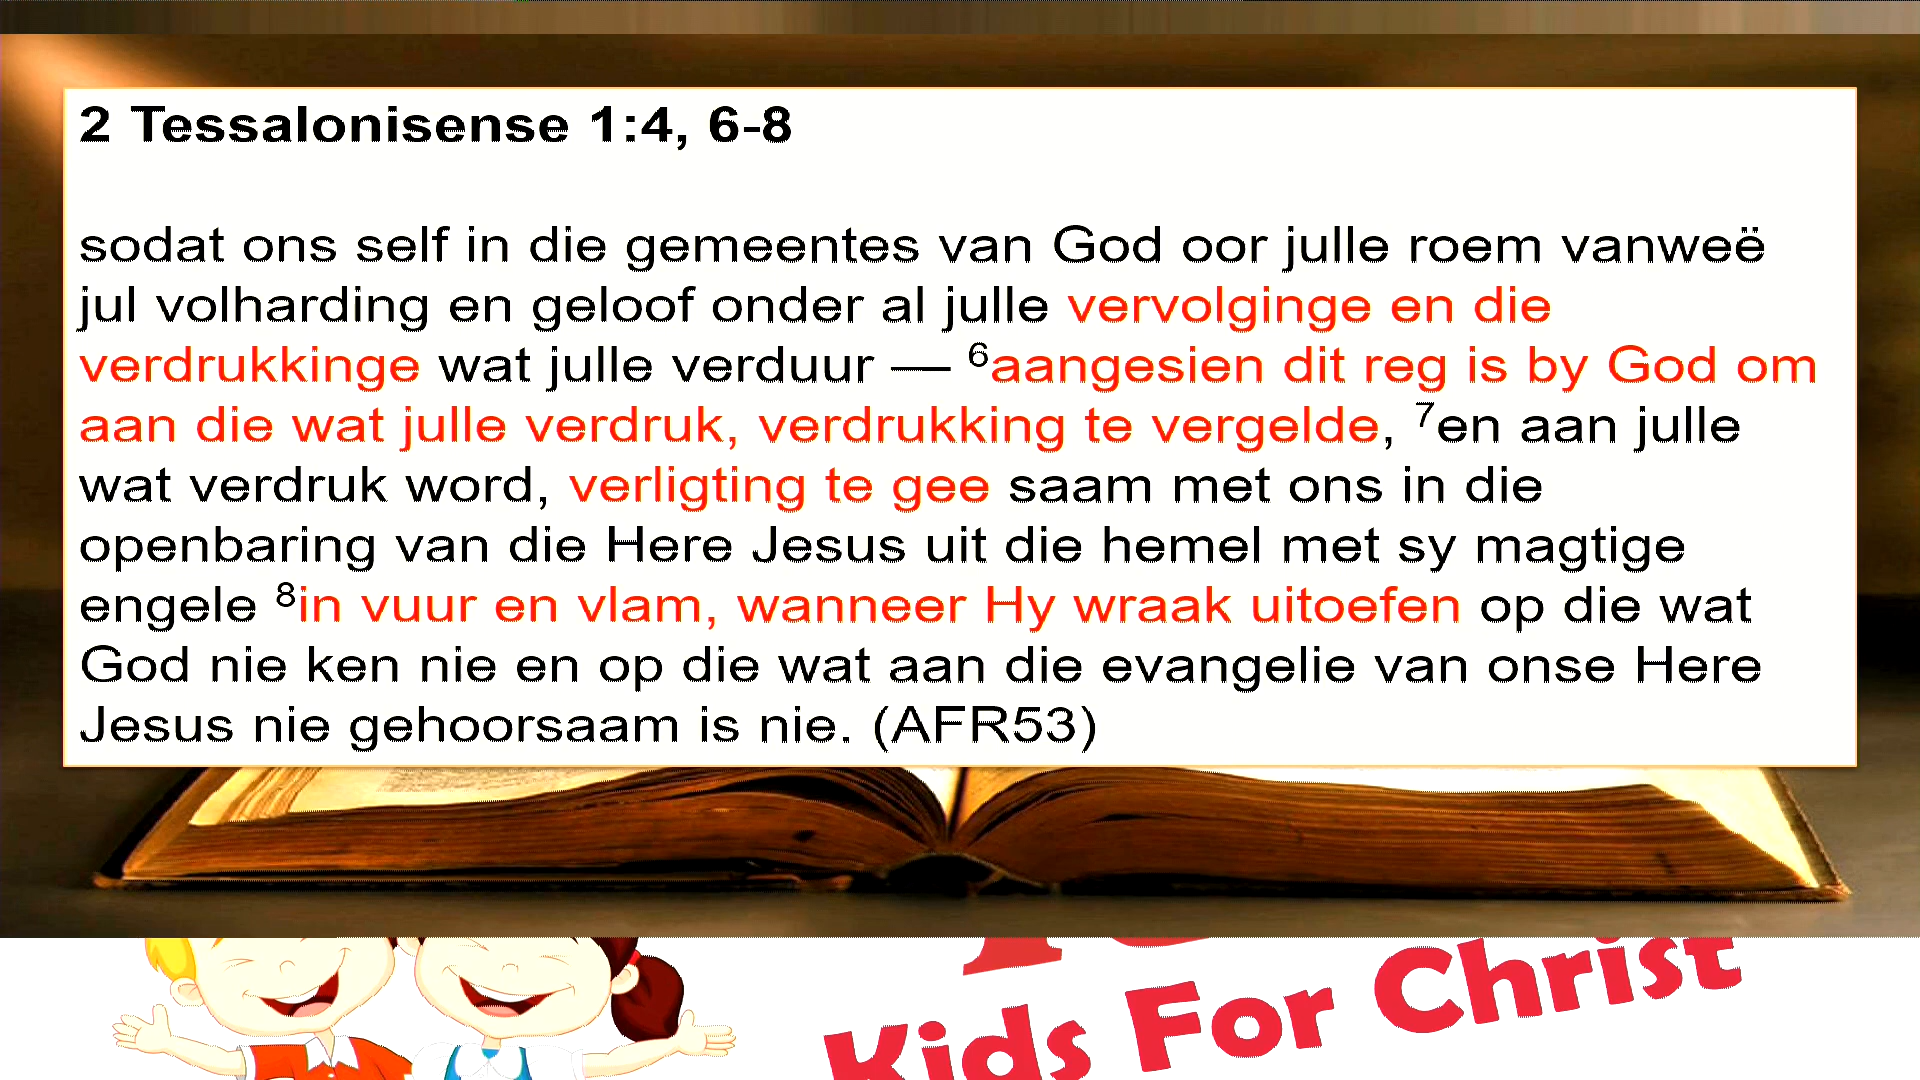 2 Tessalonisense 1:4, 6-8
sodat ons self in die gemeentes van God oor julle roem vanweë
jul volharding en geloof onder al julle vervolginge en die
verdrukkinge wat julle verduur — ⁶aangesien dit reg is by God om
aan die wat julle verdruk, verdrukking te vergelde, ⁷en aan julle
wat verdruk word, verligting te gee saam met ons in die
openbaring van die Here Jesus uit die hemel met sy magtige
engele ⁸in vuur en vlam, wanneer Hy wraak uitoefen op die wat
God nie ken nie en op die wat aan die evangelie van onse Here
Jesus nie gehoorsaam is nie. (AFR53)
Kids For Christ